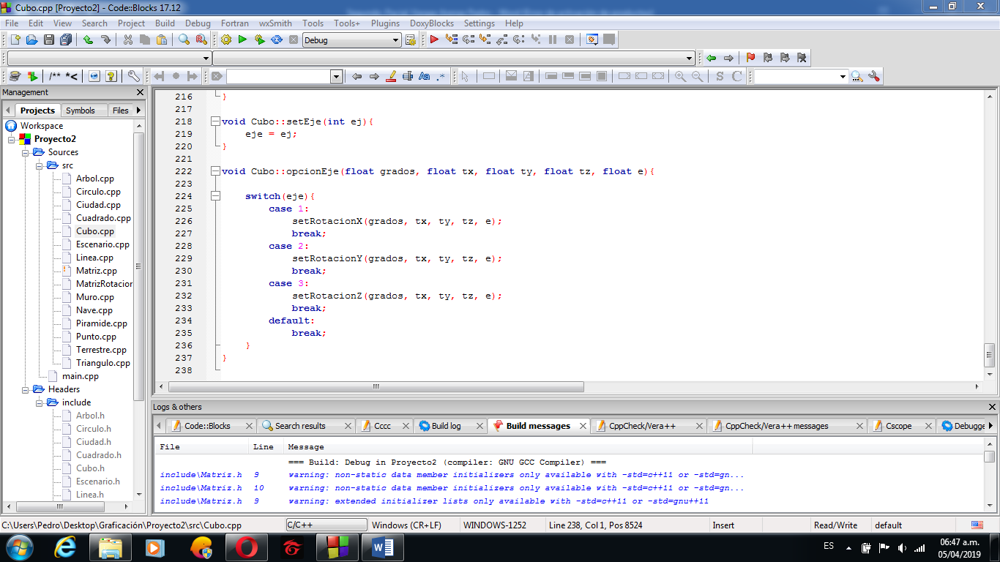 Cubo.cpp [Proyecto2] - Code::Blocks 17.12
File Edit View Search Project Build Debug Fortran wxSmith Tools Tools+ Plugins DoxyBlocks Settings Help
Debug
/** *<
Aa .*
S C
Management
Projects Symbols Files
Workspace
Proyecto2
Sources
src
Arbol.cpp
Circulo.cpp
Ciudad.cpp
Cuadrado.cpp
Cubo.cpp
Escenario.cpp
Linea.cpp
Matriz.cpp
MatrizRotacion
Muro.cpp
Nave.cpp
Piramide.cpp
Punto.cpp
Terrestre.cpp
Triangulo.cpp
main.cpp
Headers
include
Arbol.h
Circulo.h
Ciudad.h
Cuadrado.h
Cubo.h
Escenario.h
Linea.h
216 }
217
218 void Cubo::setEje(int ej){
219 eje = ej;
220 }
221
222 void Cubo::opcionEje(float grados, float tx, float ty, float tz, float e){
223
224 switch(eje){
225 case 1:
226 setRotacionX(grados, tx, ty, tz, e);
227 break;
228 case 2:
229 setRotacionY(grados, tx, ty, tz, e);
230 break;
231 case 3:
232 setRotacionZ(grados, tx, ty, tz, e);
233 break;
234 default:
235 break;
236 }
237 }
238
Logs & others
Code::Blocks Search results Cccc Build log Build messages CppCheck/Vera++ CppCheck/Vera++ messages Cscope Debugge
File Line Message
=== Build: Debug in Proyecto2 (compiler: GNU GCC Compiler) ===
include\Matriz.h 9 warning: non-static data member initializers only available with -std=c++11 or -std=gn...
include\Matriz.h 10 warning: non-static data member initializers only available with -std=c++11 or -std=gn...
include\Matriz.h 9 warning: extended initializer lists only available with -std=c++11 or -std=gnu++11
C:\Users\Pedro\Desktop\Graficación\Proyecto2\src\Cubo.cpp C/C++ Windows (CR+LF) WINDOWS-1252 Line 238, Col 1, Pos 8524 Insert Read/Write default
ES 06:47 a.m.
05/04/2019